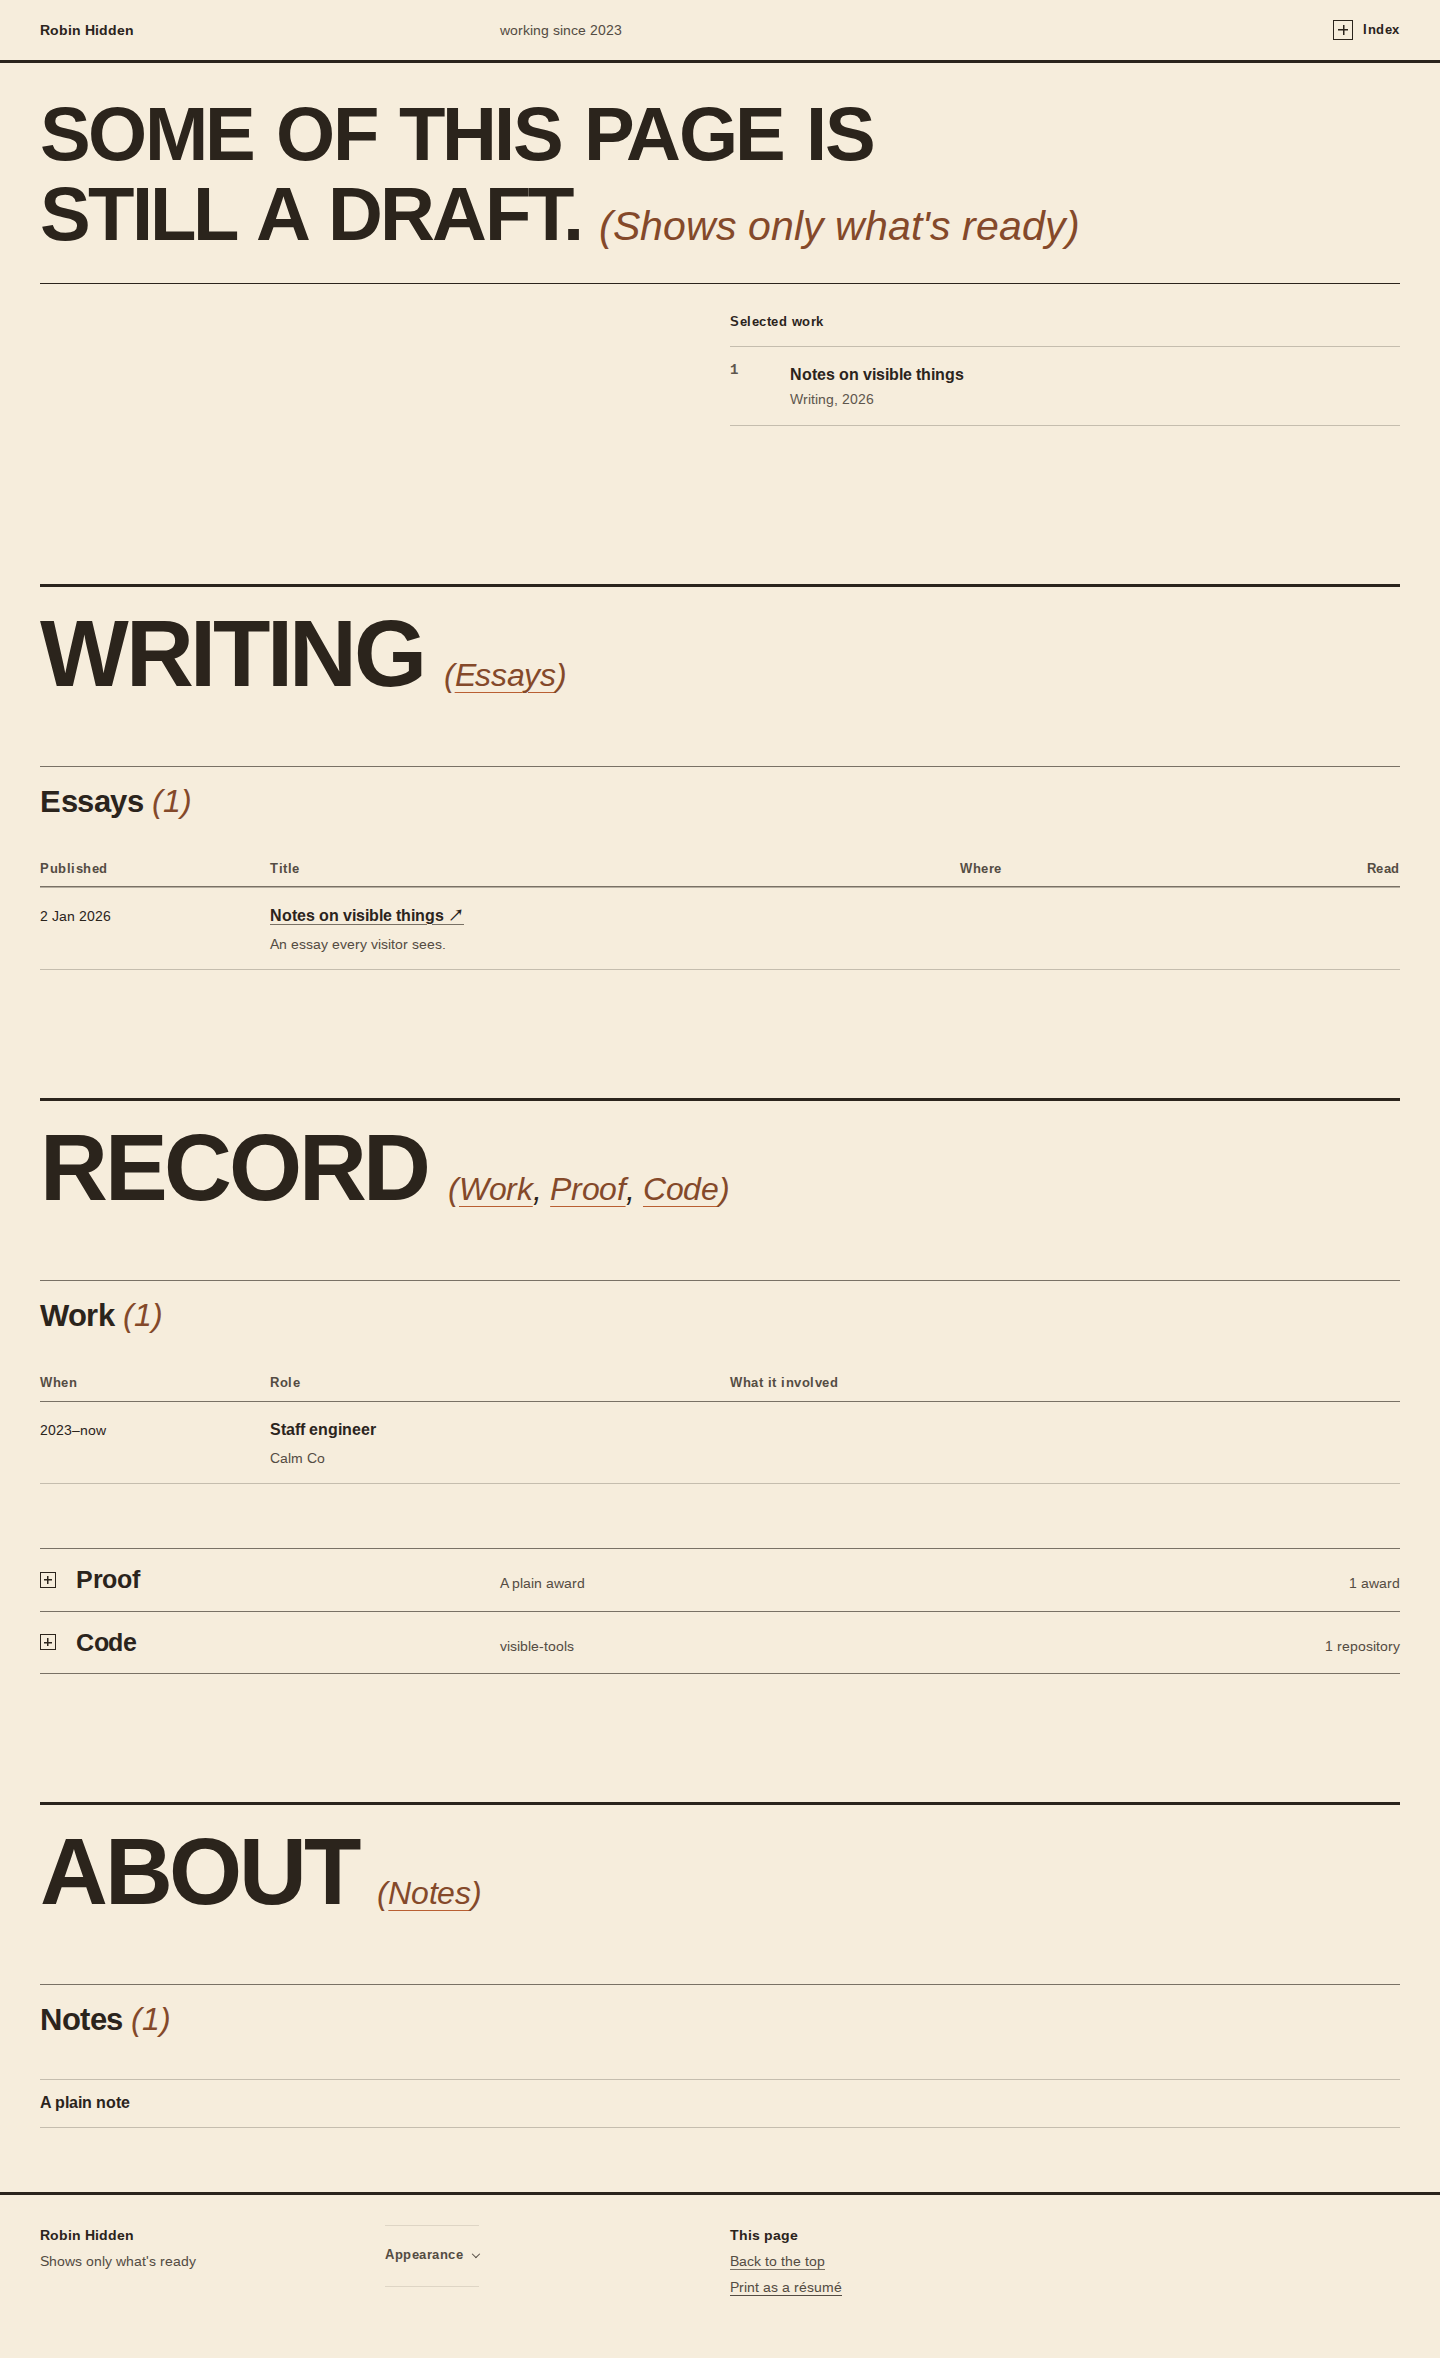 Robin Hidden
working since 2023
Index
SOME OF THIS PAGE IS
STILL A DRAFT. (Shows only what's ready)
Selected work
1 Notes on visible things
Writing, 2026
WRITING (Essays)
Essays (1)
Published Title Where Read
2 Jan 2026 Notes on visible things ↗
An essay every visitor sees.
RECORD (Work, Proof, Code)
Work (1)
When Role What it involved
2023–now Staff engineer
Calm Co
Proof A plain award 1 award
Code visible-tools 1 repository
ABOUT (Notes)
Notes (1)
A plain note
Robin Hidden
Shows only what's ready
Appearance
This page
Back to the top
Print as a résumé